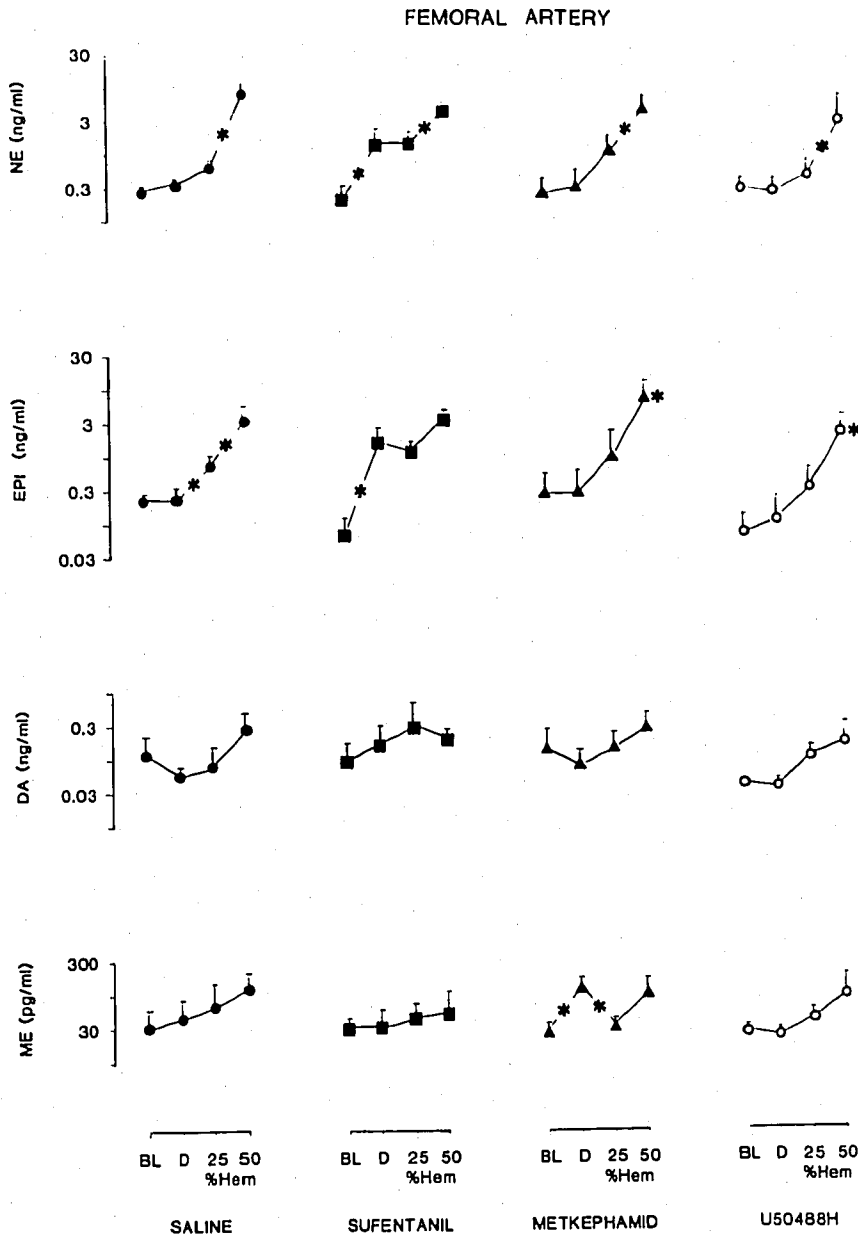 FEMORAL ARTERY
NE (ng/ml)
30
3
0.3
* * * * *
EPI (ng/ml)
30
3
0.3
0.03
* * * * *
DA (ng/ml)
0.3
0.03
ME (pg/ml)
300
30
* *
BL D 25 50 BL D 25 50 BL D 25 50 BL D 25 50
%Hem %Hem %Hem %Hem
SALINE SUFENTANIL METKEPHAMID U50488H